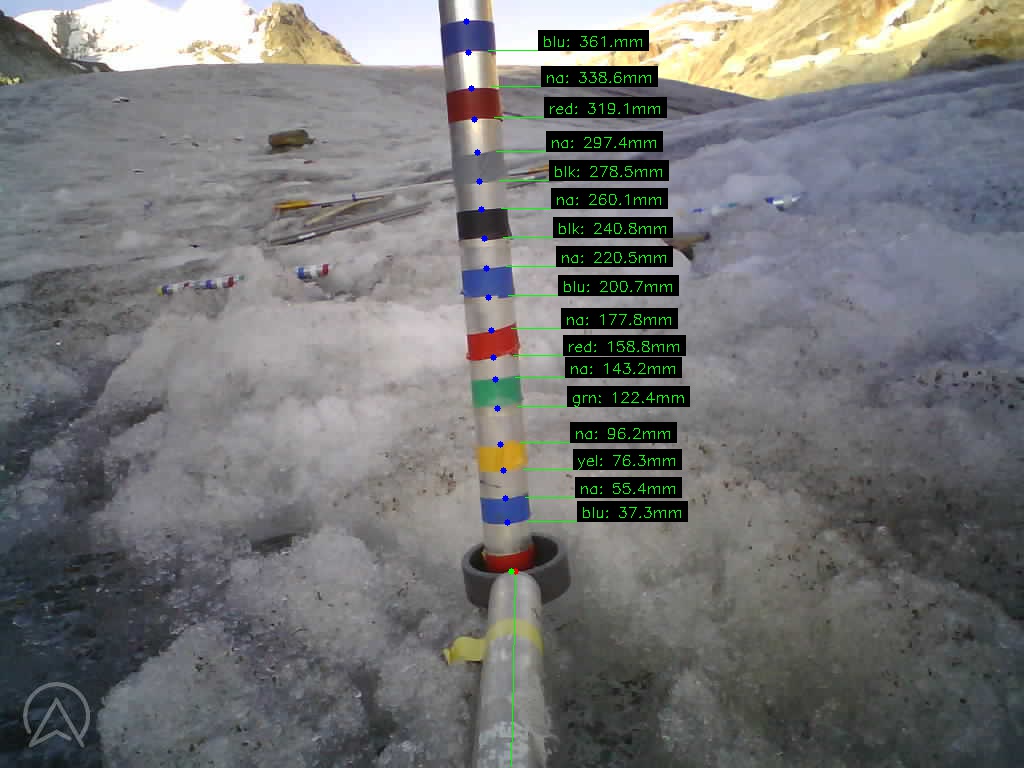 blu: 361.mm
na: 338.6mm
red: 319.1mm
na: 297.4mm
blk: 278.5mm
na: 260.1mm
blk: 240.8mm
na: 220.5mm
blu: 200.7mm
na: 177.8mm
red: 158.8mm
na: 143.2mm
grn: 122.4mm
na: 96.2mm
yel: 76.3mm
na: 55.4mm
blu: 37.3mm